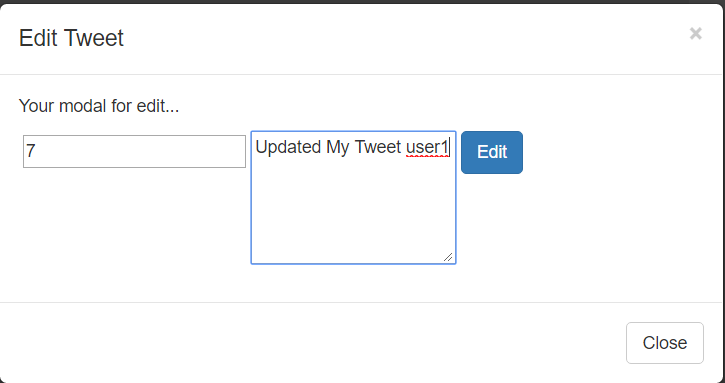 Edit Tweet ×
Your modal for edit...
7 Updated My Tweet user1 Edit
Close